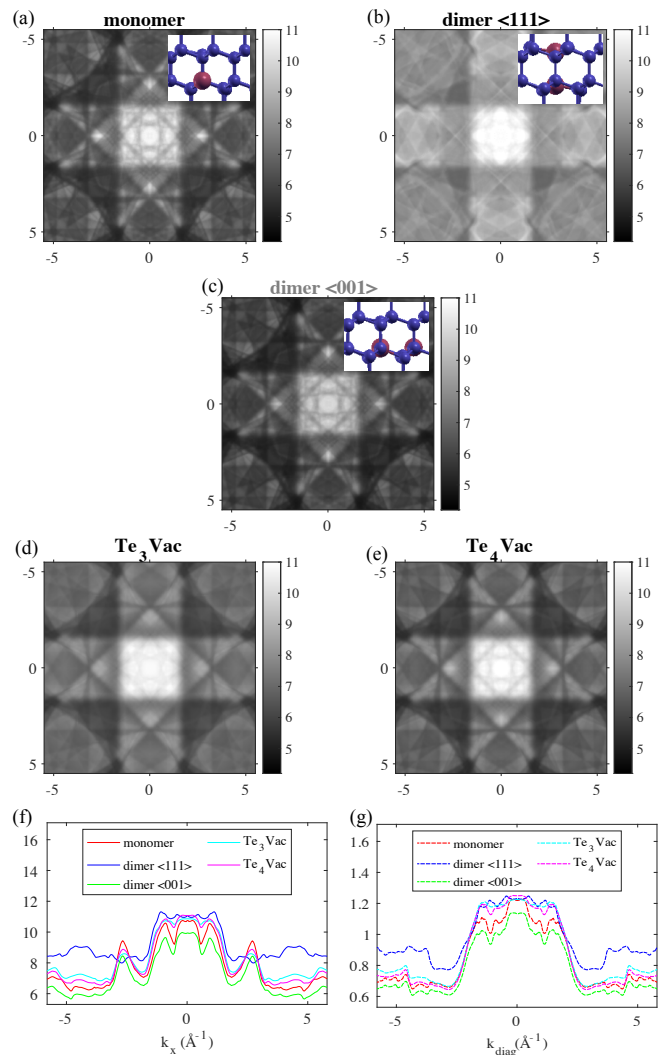 (a) monomer
-5
0
5
-5 0 5
11
10
9
8
7
6
5
(b) dimer <111>
-5
0
5
-5 0 5
11
10
9
8
7
6
5
(c) dimer <001>
-5
0
5
-5 0 5
11
10
9
8
7
6
5
(d) Te3Vac
-5
0
5
-5 0 5
11
10
9
8
7
6
5
(e) Te4Vac
-5
0
5
-5 0 5
11
10
9
8
7
6
5
(f)
16
14
12
10
8
6
monomer
dimer <111>
dimer <001>
Te3Vac
Te4Vac
-5 0 5
kx (Å-1)
(g)
1.6
1.4
1.2
1
0.8
0.6
monomer
dimer <111>
dimer <001>
Te3Vac
Te4Vac
-5 0 5
kdiag (Å-1)